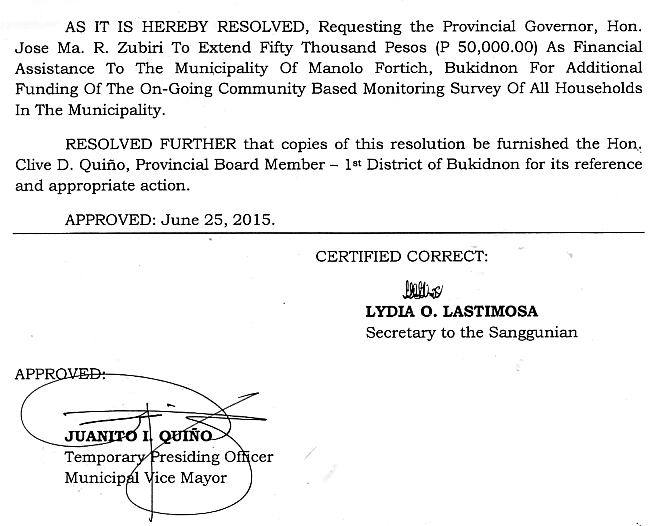 AS IT IS HEREBY RESOLVED, Requesting the Provincial Governor, Hon.
Jose Ma. R. Zubiri To Extend Fifty Thousand Pesos (P 50,000.00) As Financial
Assistance To The Municipality Of Manolo Fortich, Bukidnon For Additional
Funding Of The On-Going Community Based Monitoring Survey Of All Households
In The Municipality.
RESOLVED FURTHER that copies of this resolution be furnished the Hon.
Clive D. Quiño, Provincial Board Member – 1st District of Bukidnon for its reference
and appropriate action.
APPROVED: June 25, 2015.
CERTIFIED CORRECT:
LYDIA O. LASTIMOSA
Secretary to the Sanggunian
APPROVED:
JUANITO I. QUIÑO
Temporary Presiding Officer
Municipal Vice Mayor